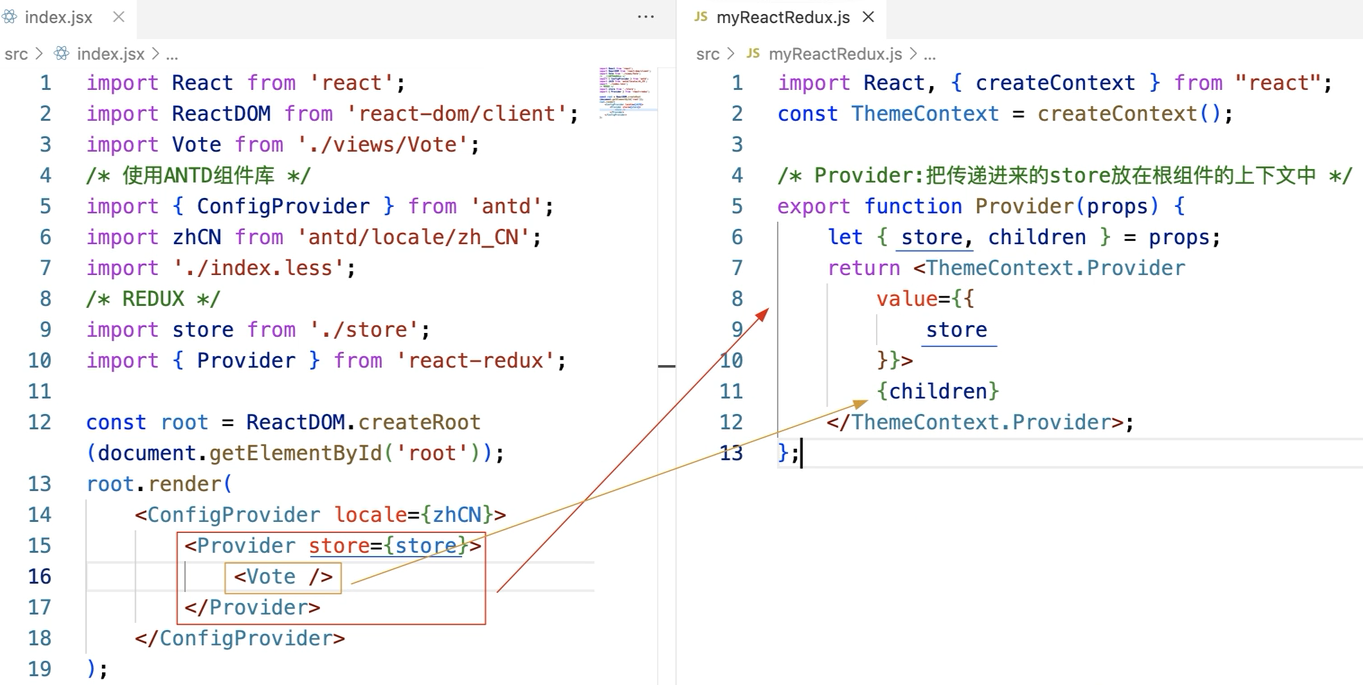 index.jsx
src > index.jsx > ...
1 import React from 'react';
2 import ReactDOM from 'react-dom/client';
3 import Vote from './views/Vote';
4 /* 使用ANTD组件库 */
5 import { ConfigProvider } from 'antd';
6 import zhCN from 'antd/locale/zh_CN';
7 import './index.less';
8 /* REDUX */
9 import store from './store';
10 import { Provider } from 'react-redux';
11
12 const root = ReactDOM.createRoot
(document.getElementById('root'));
13 root.render(
14 <ConfigProvider locale={zhCN}>
15 <Provider store={store}>
16 <Vote />
17 </Provider>
18 </ConfigProvider>
19 );
JS myReactRedux.js
src > JS myReactRedux.js > ...
1 import React, { createContext } from "react";
2 const ThemeContext = createContext();
3
4 /* Provider:把传递进来的store放在根组件的上下文中 */
5 export function Provider(props) {
6 let { store, children } = props;
7 return <ThemeContext.Provider
8 value={{
9 store
10 }}>
11 {children}
12 </ThemeContext.Provider>;
13 };